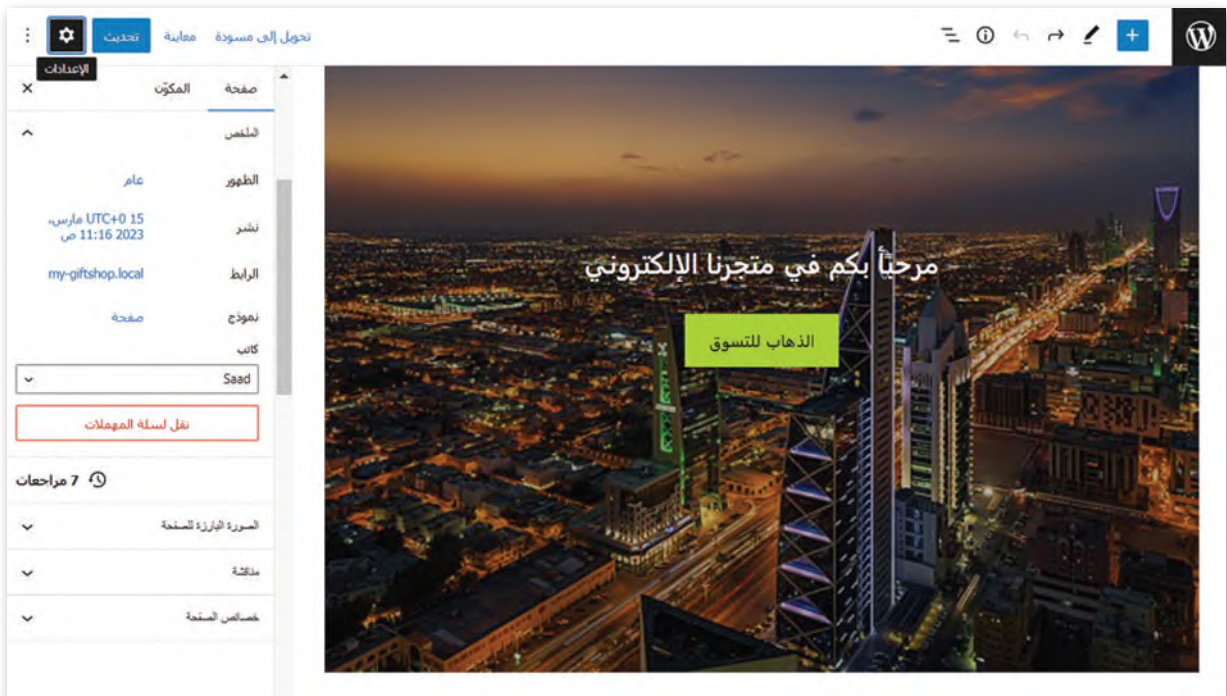 تحويل إلى مسودة
معاينة
تحديث
الإعدادات
صفحة
المكوّن
الملخص
الظهور
عام
نشر
15 UTC+0 مارس،
2023 11:16 ص
الرابط
my-giftshop.local
نموذج
صفحة
كاتب
Saad
نقل لسلة المهملات
7 مراجعات
الصورة البارزة للصفحة
مناقشة
خصائص الصفحة
مرحبًا بكم في متجرنا الإلكتروني
الذهاب للتسوق